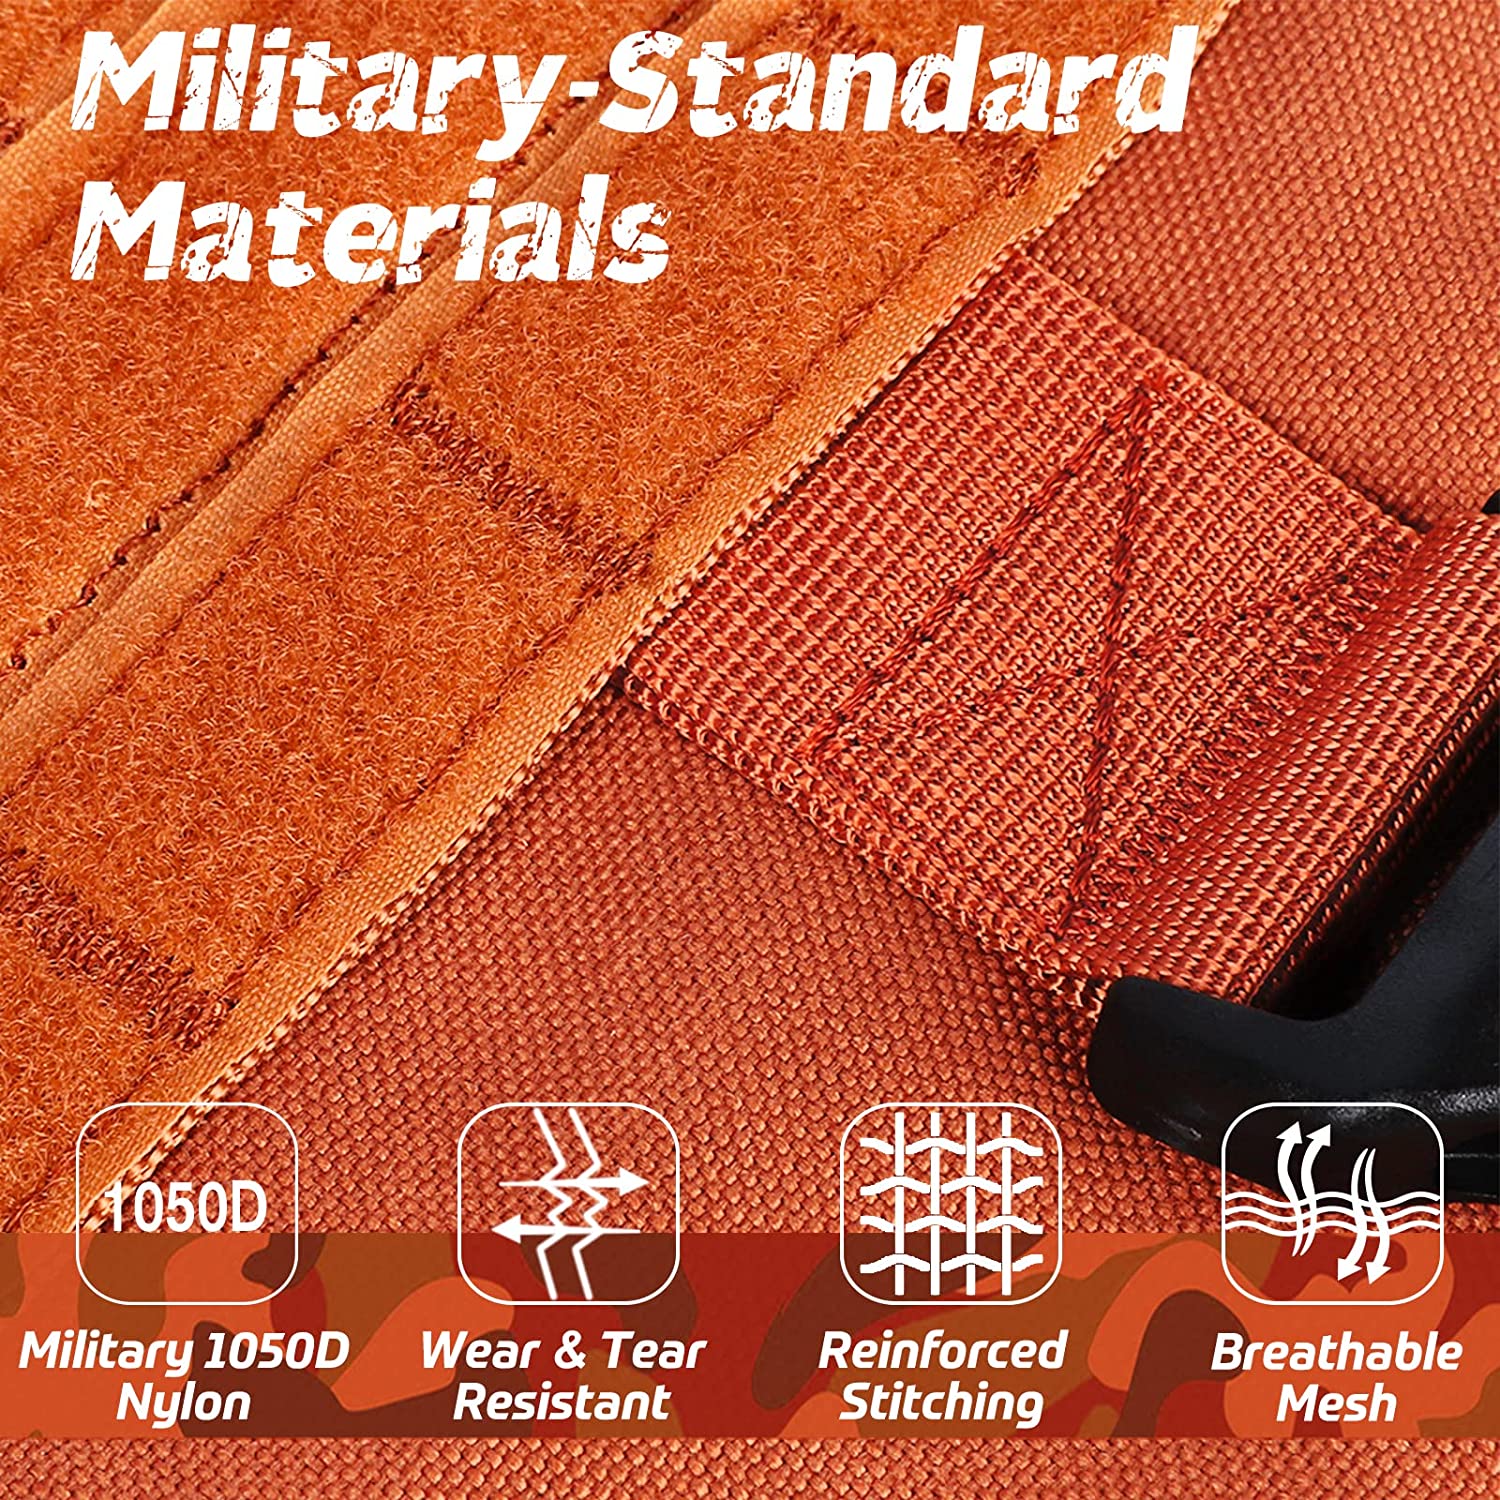 Military-Standard
Materials
1050D
Military 1050D
Nylon
Wear & Tear
Resistant
Reinforced
Stitching
Breathable
Mesh